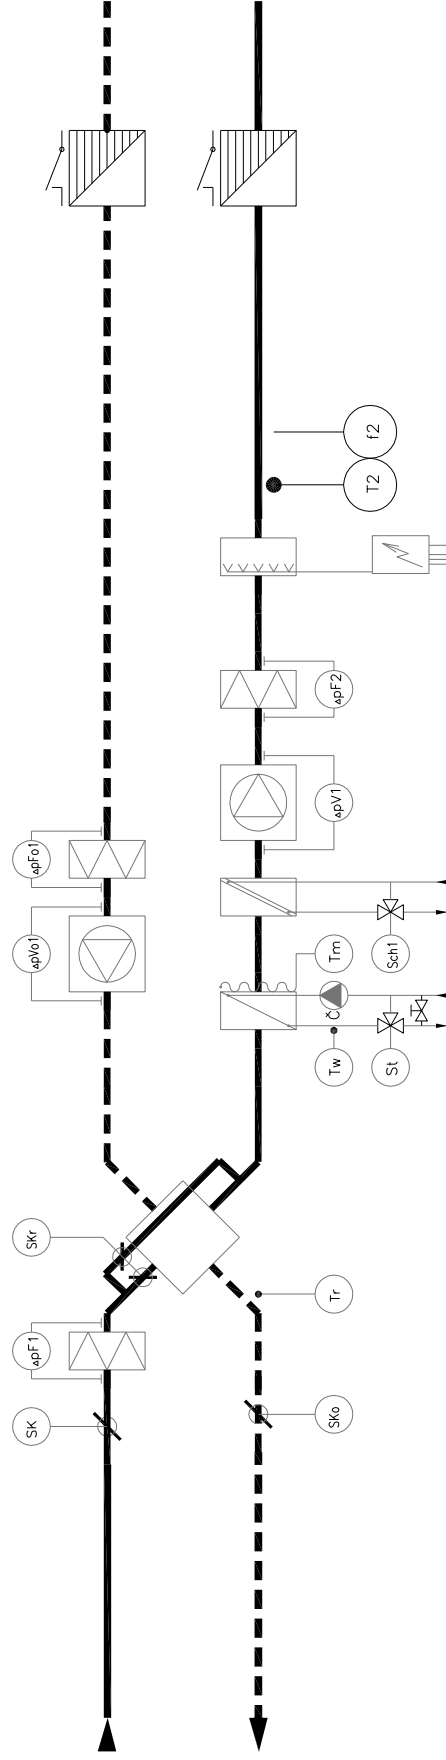 f2
T2
ΔpF2
ΔpFo1
ΔpV1
ΔpVo1
Tm
Sch1
Č
Tw
St
SKr
Tr
ΔpF1
SK
SKo